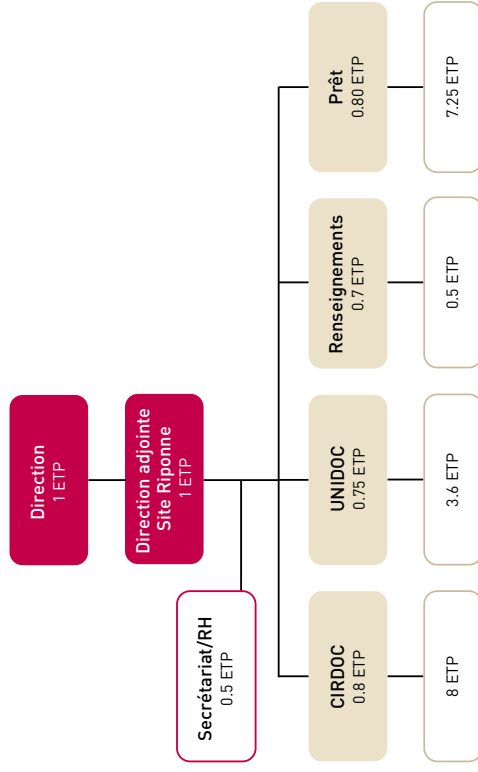 Direction
1 ETP
Direction adjointe
Site Riponne
1 ETP
Secrétariat/RH
0.5 ETP
CIRDOC
0.8 ETP
UNIDOC
0.75 ETP
Renseignements
0.7 ETP
Prêt
0.80 ETP
8 ETP
3.6 ETP
0.5 ETP
7.25 ETP